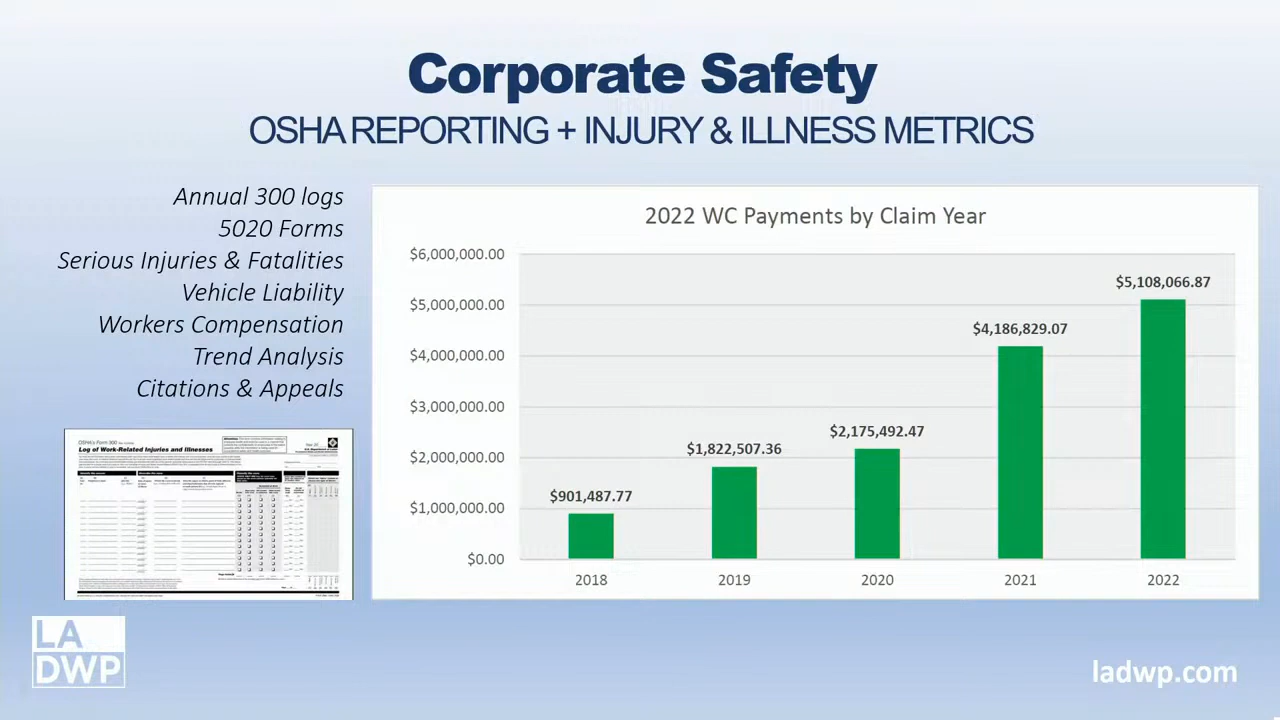 Corporate Safety
OSHA REPORTING + INJURY & ILLNESS METRICS
Annual 300 logs
5020 Forms
Serious Injuries & Fatalities
Vehicle Liability
Workers Compensation
Trend Analysis
Citations & Appeals
OSHA's Form 300
Log of Work-Related Injuries and Illnesses
2022 WC Payments by Claim Year
$6,000,000.00
$5,000,000.00
$4,000,000.00
$3,000,000.00
$2,000,000.00
$1,000,000.00
$0.00
$901,487.77
$1,822,507.36
$2,175,492.47
$4,186,829.07
$5,108,066.87
2018 2019 2020 2021 2022
LA
DWP
ladwp.com